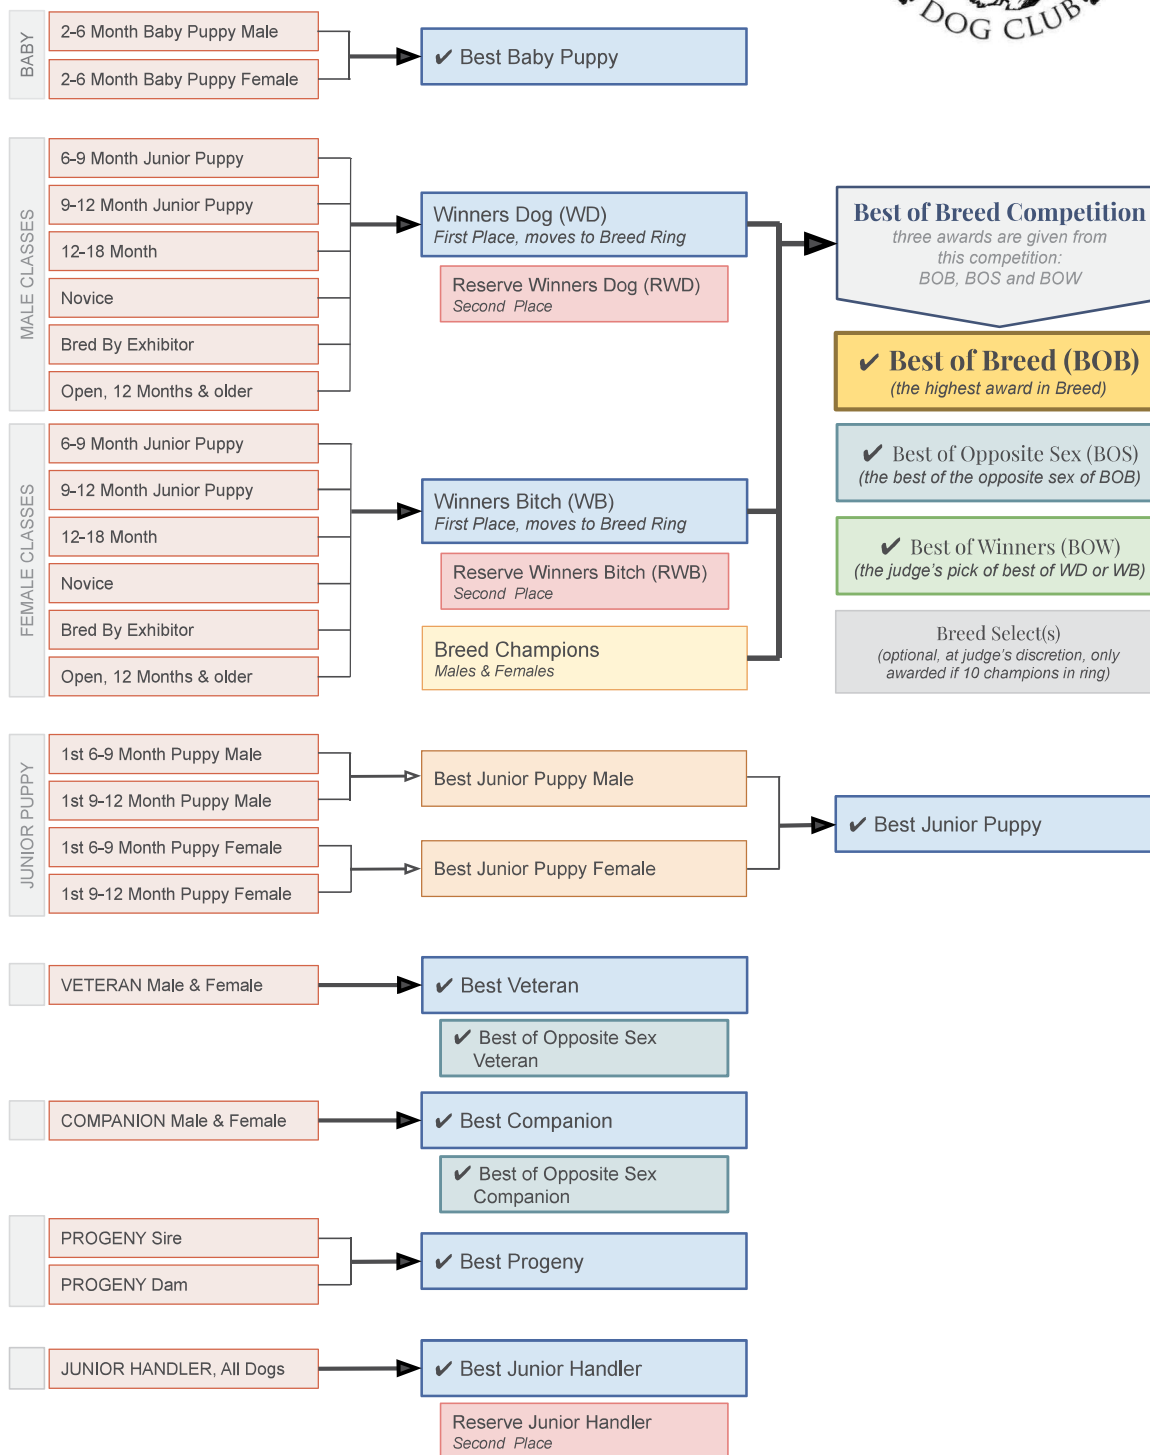 DOG CLUB
BABY
2-6 Month Baby Puppy Male
2-6 Month Baby Puppy Female
✔ Best Baby Puppy
MALE CLASSES
6-9 Month Junior Puppy
9-12 Month Junior Puppy
12-18 Month
Novice
Bred By Exhibitor
Open, 12 Months & older
Winners Dog (WD)
First Place, moves to Breed Ring
Reserve Winners Dog (RWD)
Second Place
Best of Breed Competition
three awards are given from
this competition:
BOB, BOS and BOW
✔ Best of Breed (BOB)
(the highest award in Breed)
✔ Best of Opposite Sex (BOS)
(the best of the opposite sex of BOB)
✔ Best of Winners (BOW)
(the judge's pick of best of WD or WB)
Breed Select(s)
(optional, at judge's discretion, only
awarded if 10 champions in ring)
FEMALE CLASSES
6-9 Month Junior Puppy
9-12 Month Junior Puppy
12-18 Month
Novice
Bred By Exhibitor
Open, 12 Months & older
Winners Bitch (WB)
First Place, moves to Breed Ring
Reserve Winners Bitch (RWB)
Second Place
Breed Champions
Males & Females
JUNIOR PUPPY
1st 6-9 Month Puppy Male
1st 9-12 Month Puppy Male
1st 6-9 Month Puppy Female
1st 9-12 Month Puppy Female
Best Junior Puppy Male
Best Junior Puppy Female
✔ Best Junior Puppy
VETERAN Male & Female
✔ Best Veteran
✔ Best of Opposite Sex
Veteran
COMPANION Male & Female
✔ Best Companion
✔ Best of Opposite Sex
Companion
PROGENY Sire
PROGENY Dam
✔ Best Progeny
JUNIOR HANDLER, All Dogs
✔ Best Junior Handler
Reserve Junior Handler
Second Place